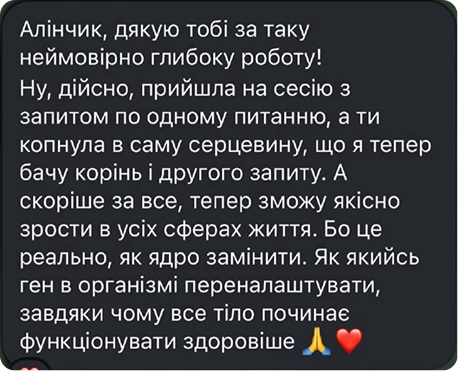 Алінчик, дякую тобі за таку
неймовірно глибоку роботу!
Ну, дійсно, прийшла на сесію з
запитом по одному питанню, а ти
копнула в саму серцевину, що я тепер
бачу корінь і другого запиту. А
скоріше за все, тепер зможу якісно
зрости в усіх сферах життя. Бо це
реально, як ядро замінити. Як якийсь
ген в організмі переналаштувати,
завдяки чому все тіло починає
функціонувати здоровіше 🙏❤️